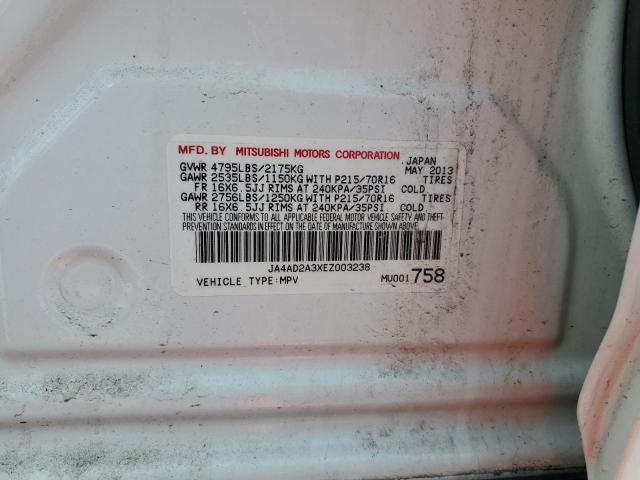 MFD. BY MITSUBISHI MOTORS CORPORATION JAPAN
GVWR 4795LBS/2175KG MAY 2013
GAWR 2535LBS/1150KG WITH P215/70R16 TIRES
FR 16X6.5JJ RIMS AT 240KPA/35PSI COLD
GAWR 2756LBS/1250KG WITH P215/70R16 TIRES
RR 16X6.5JJ RIMS AT 240KPA/35PSI COLD.
THIS VEHICLE CONFORMS TO ALL APPLICABLE FEDERAL MOTOR VEHICLE SAFETY, BUMPER AND THEFT
PREVENTION STANDARDS IN EFFECT ON THE DATE OF MANUFACTURE SHOWN ABOVE.
JA4AD2A3XEZ003238
VEHICLE TYPE:MPV MU001 758